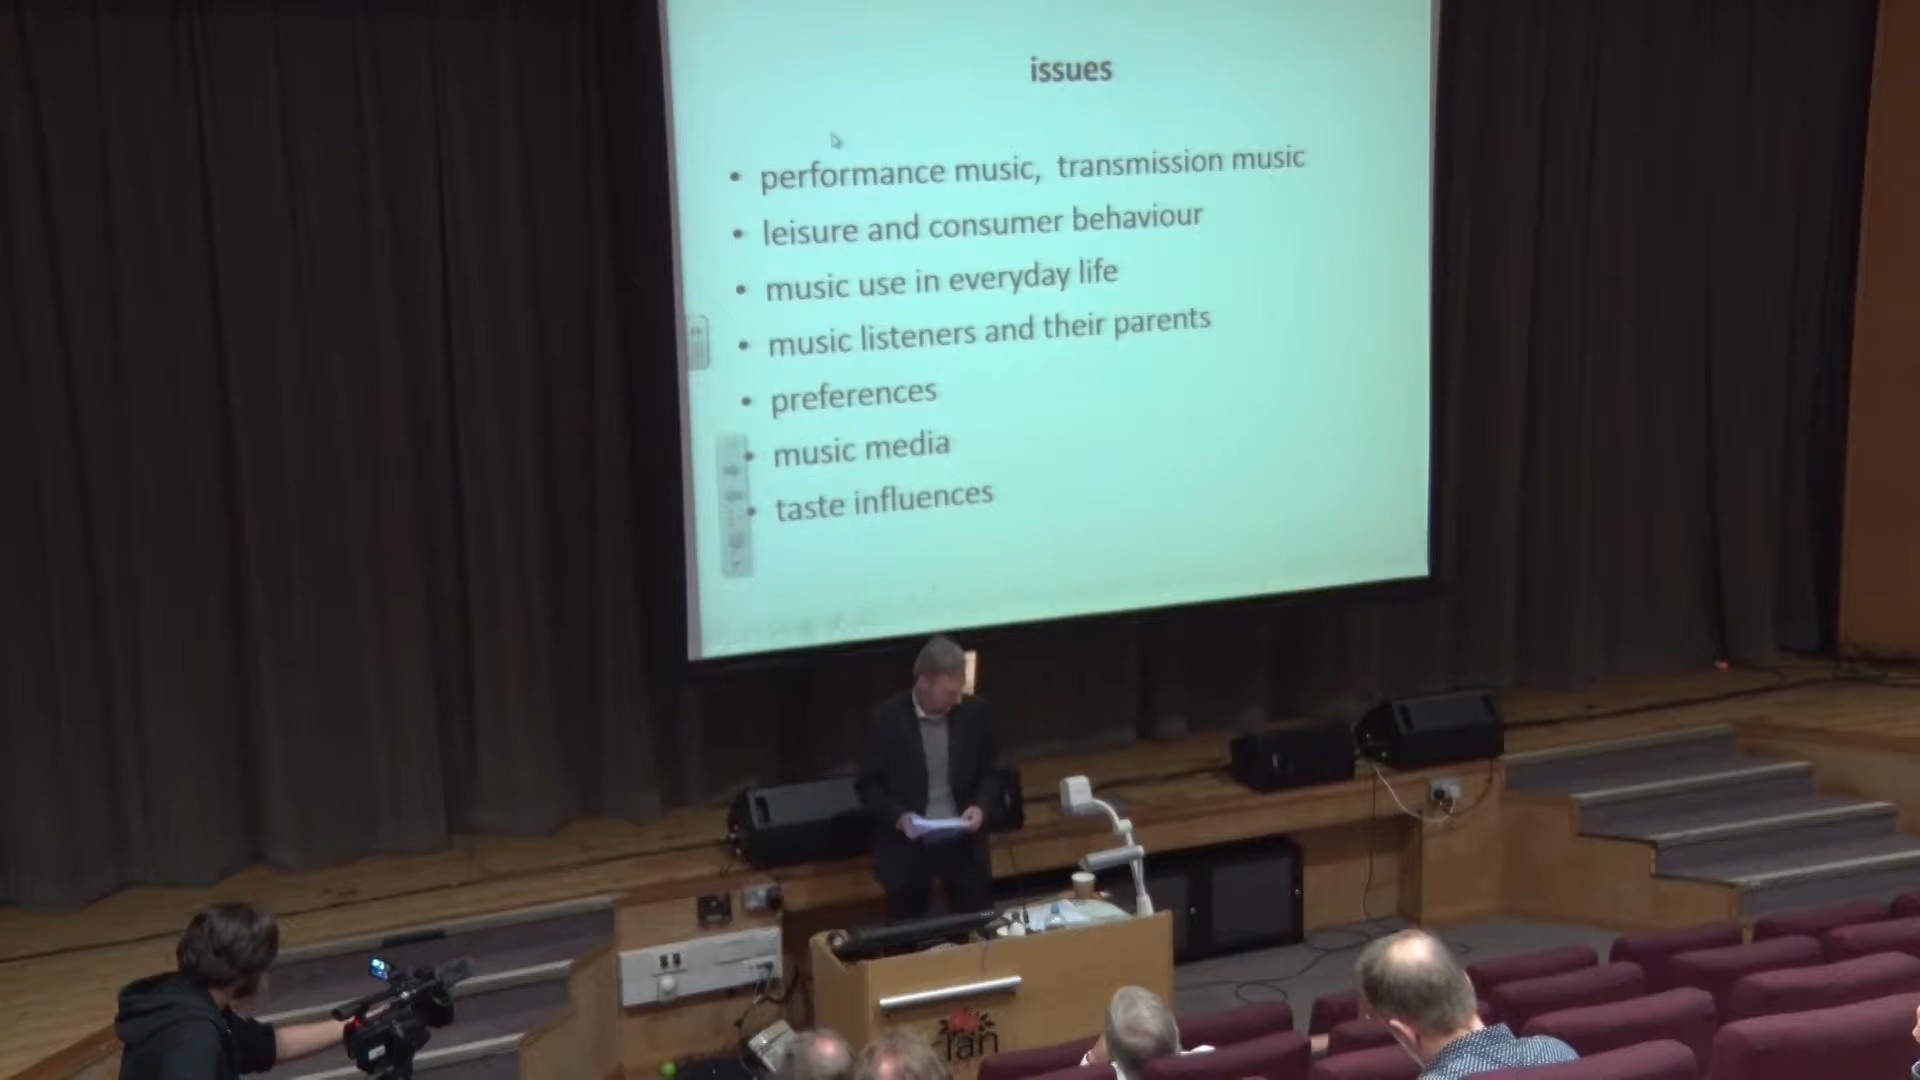 issues
• performance music, transmission music
• leisure and consumer behaviour
• music use in everyday life
• music listeners and their parents
• preferences
• music media
• taste influences